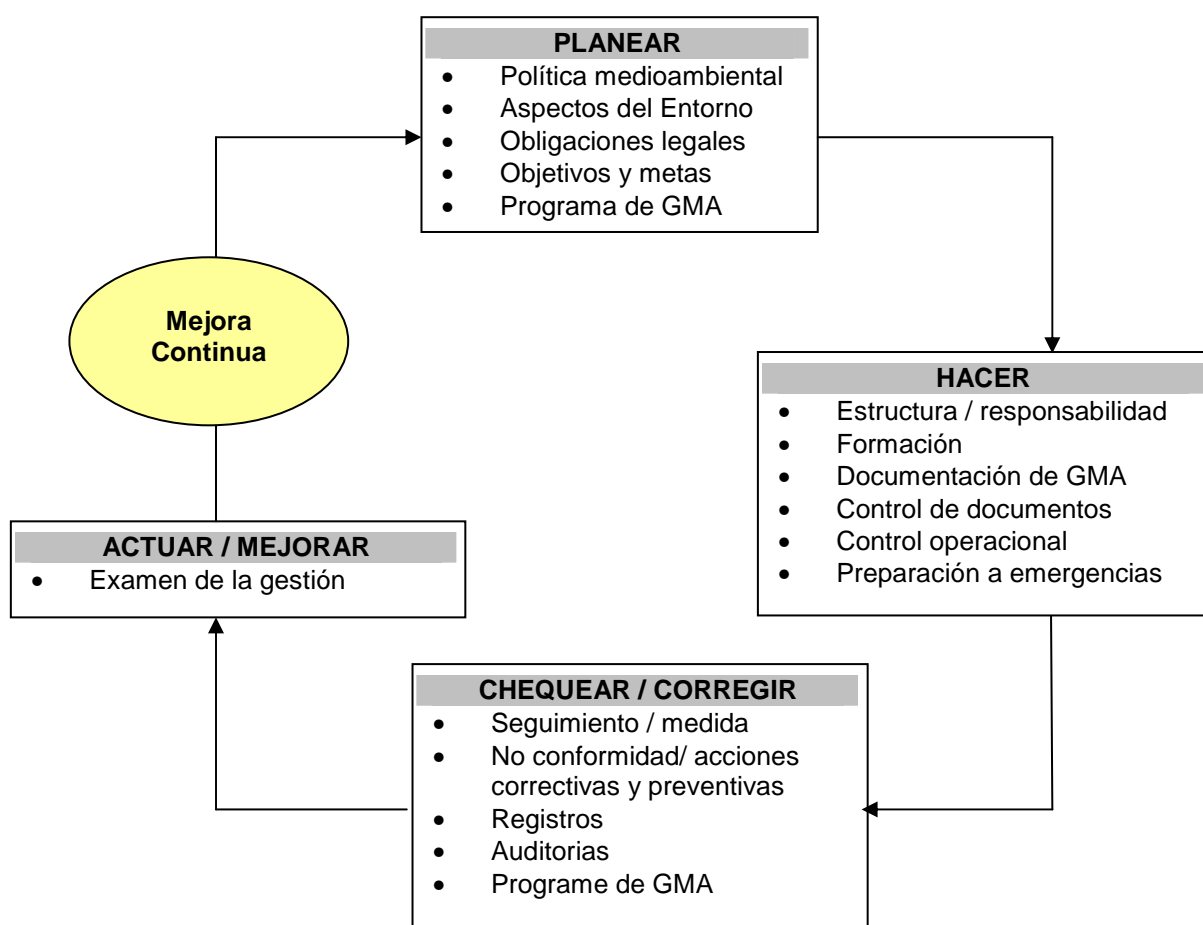 PLANEAR
• Política medioambiental
• Aspectos del Entorno
• Obligaciones legales
• Objetivos y metas
• Programa de GMA
Mejora
Continua
HACER
• Estructura / responsabilidad
• Formación
• Documentación de GMA
• Control de documentos
• Control operacional
• Preparación a emergencias
ACTUAR / MEJORAR
• Examen de la gestión
CHEQUEAR / CORREGIR
• Seguimiento / medida
• No conformidad/ acciones
correctivas y preventivas
• Registros
• Auditorias
• Programe de GMA